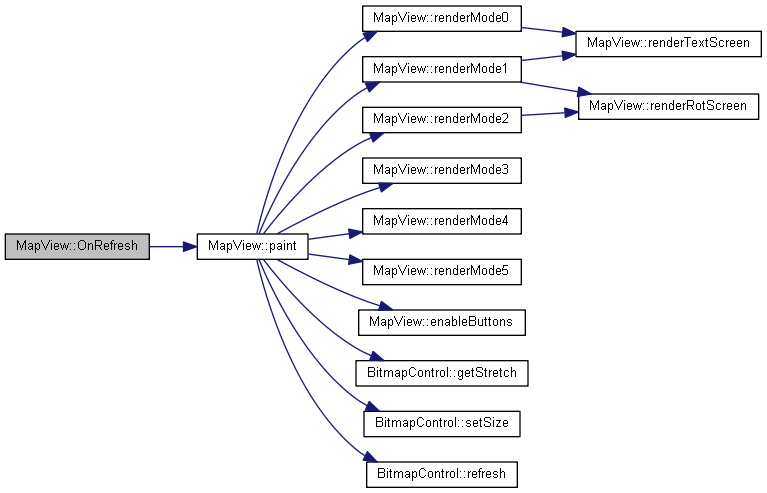 MapView::OnRefresh
MapView::paint
MapView::renderMode0
MapView::renderMode1
MapView::renderMode2
MapView::renderMode3
MapView::renderMode4
MapView::renderMode5
MapView::enableButtons
BitmapControl::getStretch
BitmapControl::setSize
BitmapControl::refresh
MapView::renderTextScreen
MapView::renderRotScreen